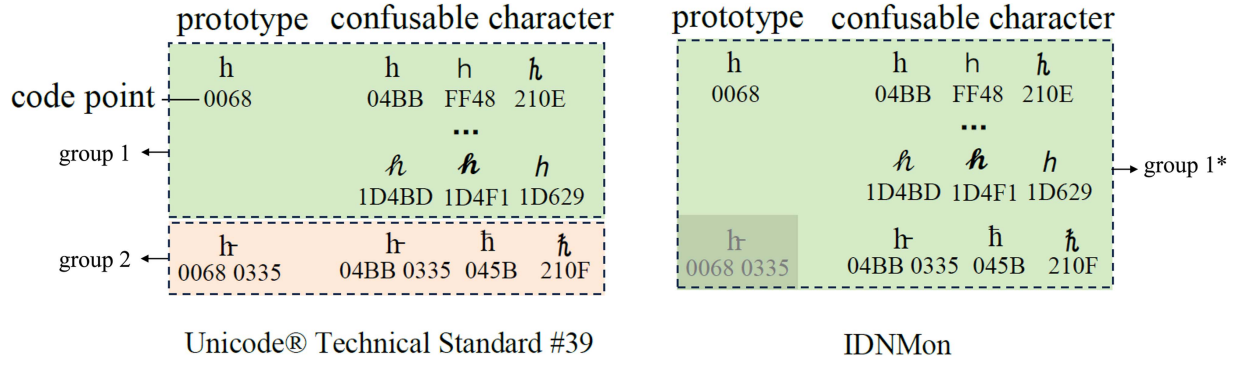 prototype confusable character
h h h ℎ
code point 0068 04BB FF48 210E
...
group 1
𝒽 𝓱 𝘩
1D4BD 1D4F1 1D629
h̵ һ̵ ћ ℏ
group 2
0068 0335 04BB 0335 045B 210F
Unicode® Technical Standard #39
prototype confusable character
h h h ℎ
0068 04BB FF48 210E
...
𝒽 𝓱 𝘩
group 1*
1D4BD 1D4F1 1D629
h̵ һ̵ ћ ℏ
0068 0335 04BB 0335 045B 210F
IDNMon